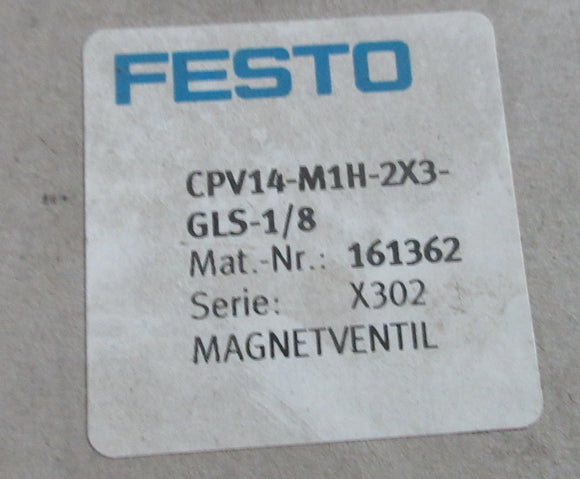 FESTO
CPV14-M1H-2X3-
GLS-1/8
Mat.-Nr.: 161362
Serie: X302
MAGNETVENTIL